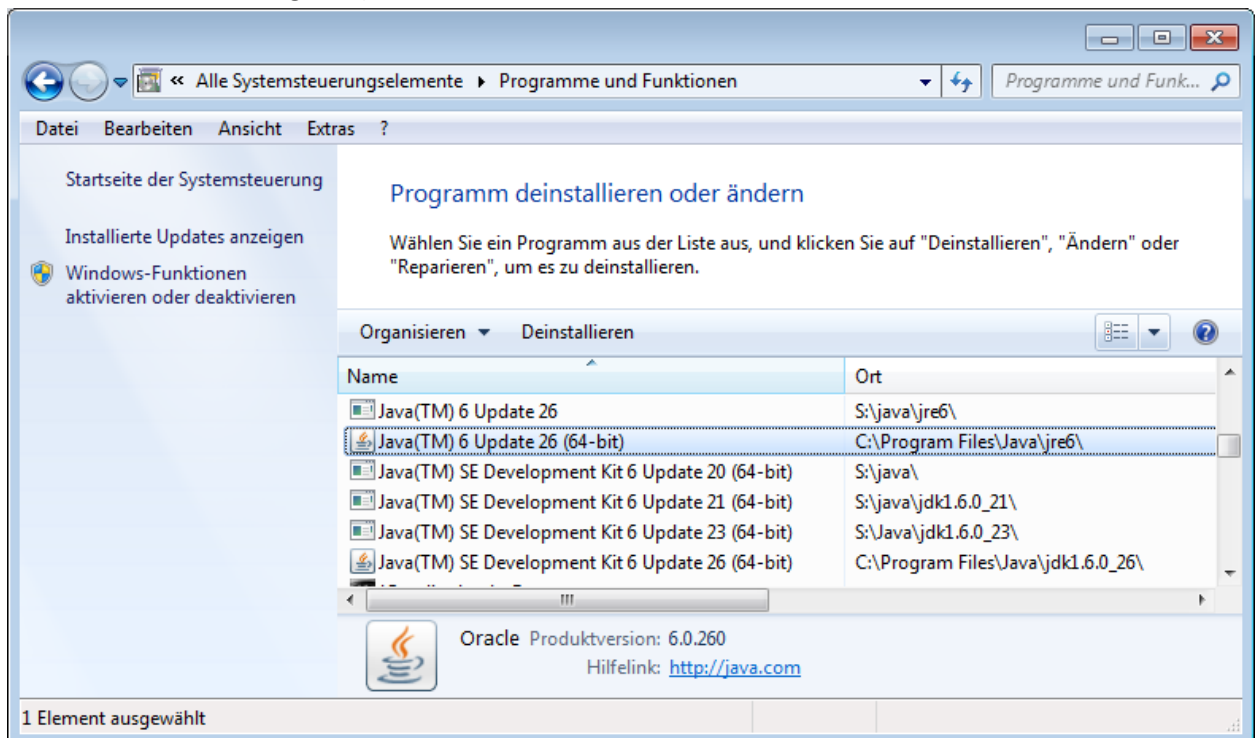 « Alle Systemsteuerungselemente ▸ Programme und Funktionen
Programme und Funk...
Datei Bearbeiten Ansicht Extras ?
Startseite der Systemsteuerung
Installierte Updates anzeigen
Windows-Funktionen
aktivieren oder deaktivieren
Programm deinstallieren oder ändern
Wählen Sie ein Programm aus der Liste aus, und klicken Sie auf "Deinstallieren", "Ändern" oder
"Reparieren", um es zu deinstallieren.
Organisieren Deinstallieren
Name Ort
Java(TM) 6 Update 26 S:\java\jre6\
Java(TM) 6 Update 26 (64-bit) C:\Program Files\Java\jre6\
Java(TM) SE Development Kit 6 Update 20 (64-bit) S:\java\
Java(TM) SE Development Kit 6 Update 21 (64-bit) S:\java\jdk1.6.0_21\
Java(TM) SE Development Kit 6 Update 23 (64-bit) S:\Java\jdk1.6.0_23\
Java(TM) SE Development Kit 6 Update 26 (64-bit) C:\Program Files\Java\jdk1.6.0_26\
Oracle Produktversion: 6.0.260
Hilfelink: http://java.com
1 Element ausgewählt